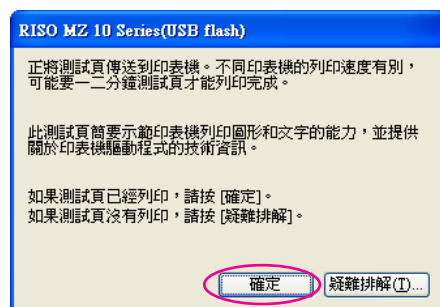 RISO MZ 10 Series(USB flash)
正將測試頁傳送到印表機。不同印表機的列印速度有別，
可能要一二分鐘測試頁才能列印完成。
此測試頁簡要示範印表機列印圖形和文字的能力，並提供
關於印表機驅動程式的技術資訊。
如果測試頁已經列印，請按 [確定]。
如果測試頁沒有列印，請按 [疑難排解]。
確定
疑難排解(T)...